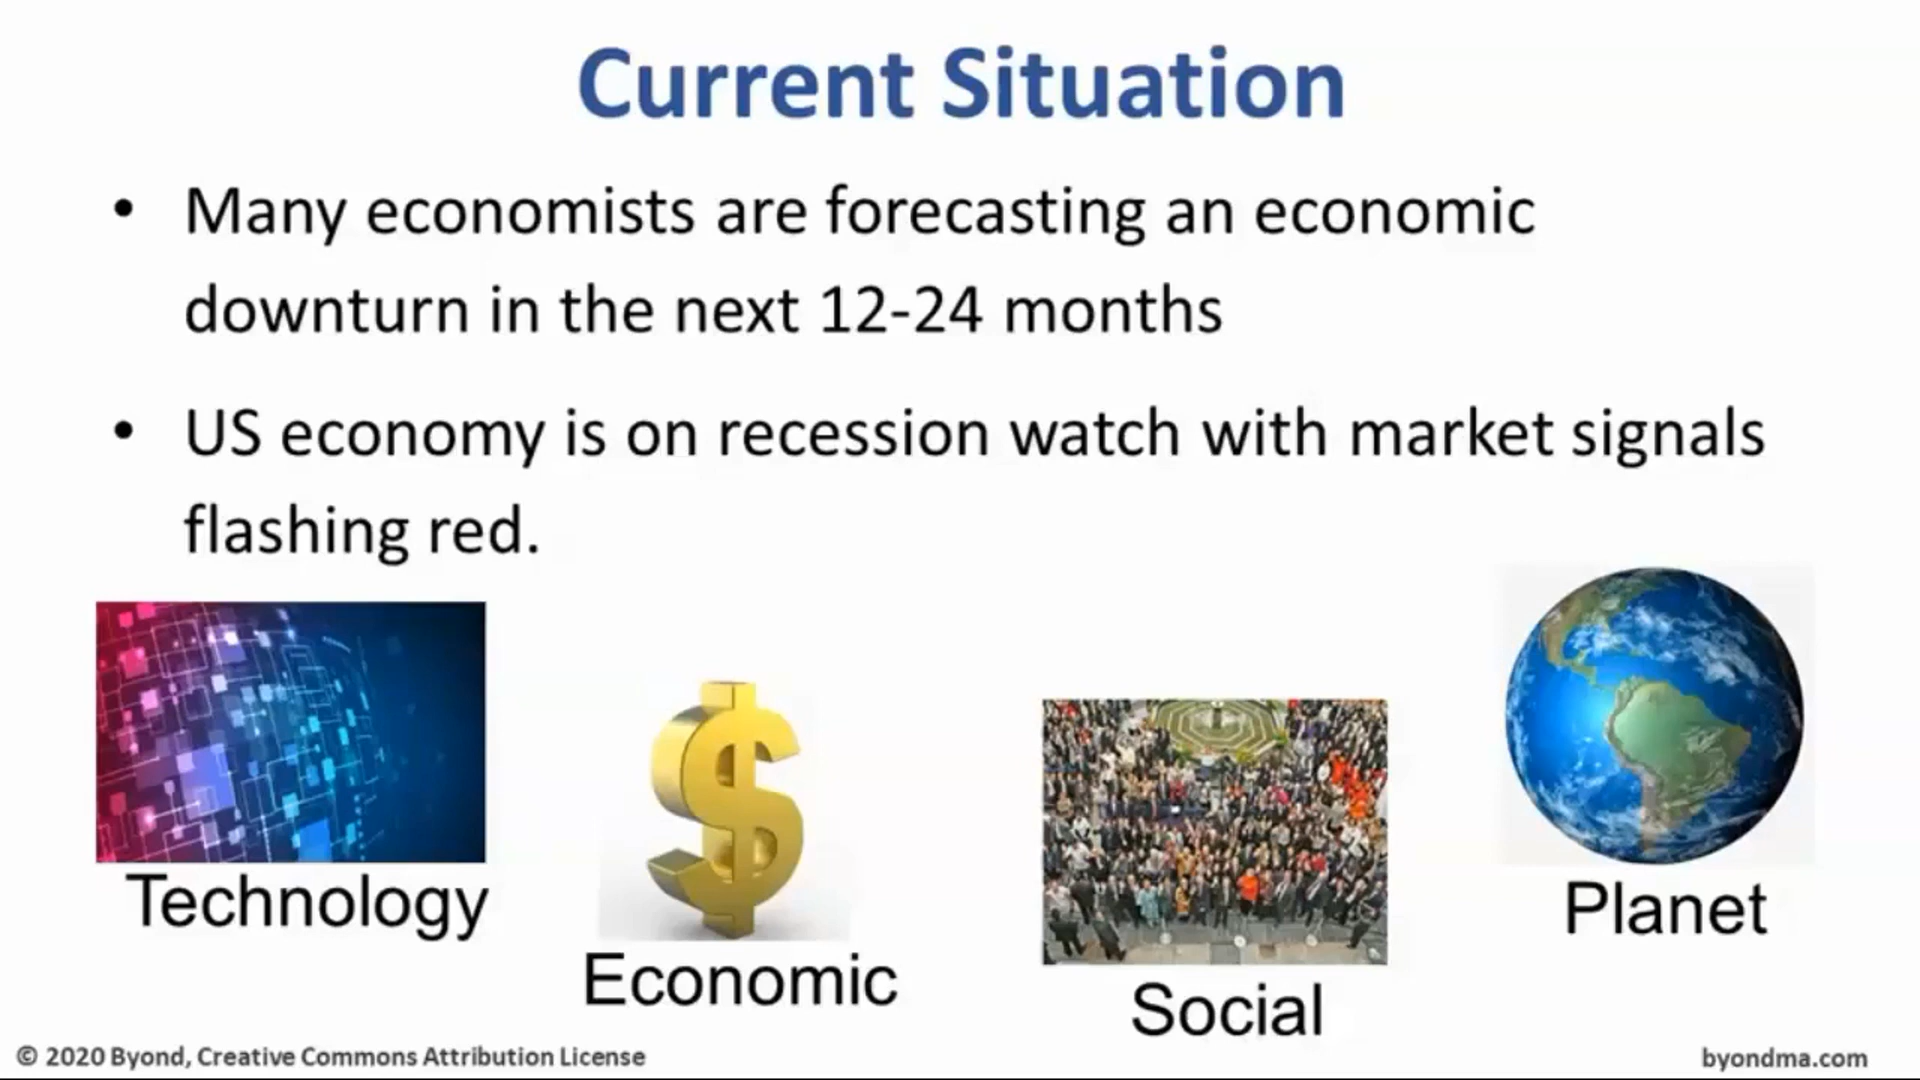 Current Situation
• Many economists are forecasting an economic
downturn in the next 12-24 months
• US economy is on recession watch with market signals
flashing red.
Technology
Economic
Social
Planet
© 2020 Byond, Creative Commons Attribution License
byondma.com